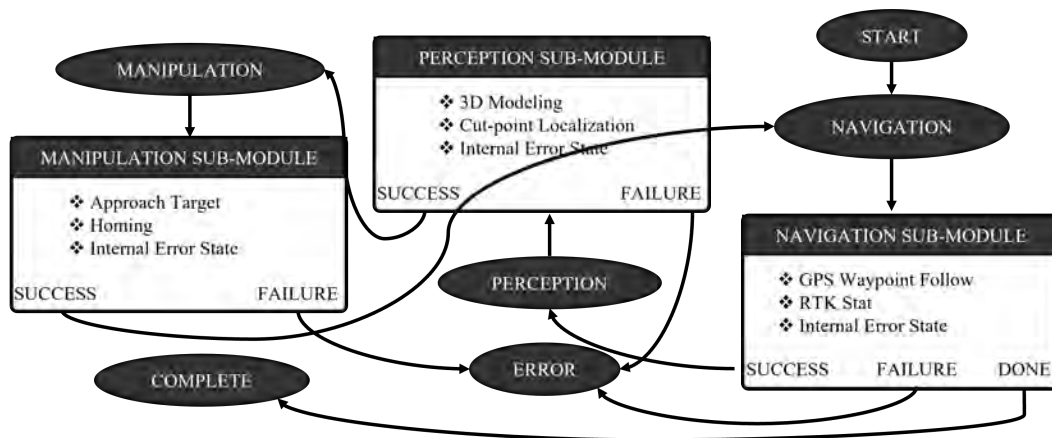 START
MANIPULATION
PERCEPTION SUB-MODULE
❖ 3D Modeling
❖ Cut-point Localization
❖ Internal Error State
SUCCESS FAILURE
NAVIGATION
MANIPULATION SUB-MODULE
❖ Approach Target
❖ Homing
❖ Internal Error State
SUCCESS FAILURE
NAVIGATION SUB-MODULE
❖ GPS Waypoint Follow
❖ RTK Stat
❖ Internal Error State
SUCCESS FAILURE DONE
PERCEPTION
ERROR
COMPLETE